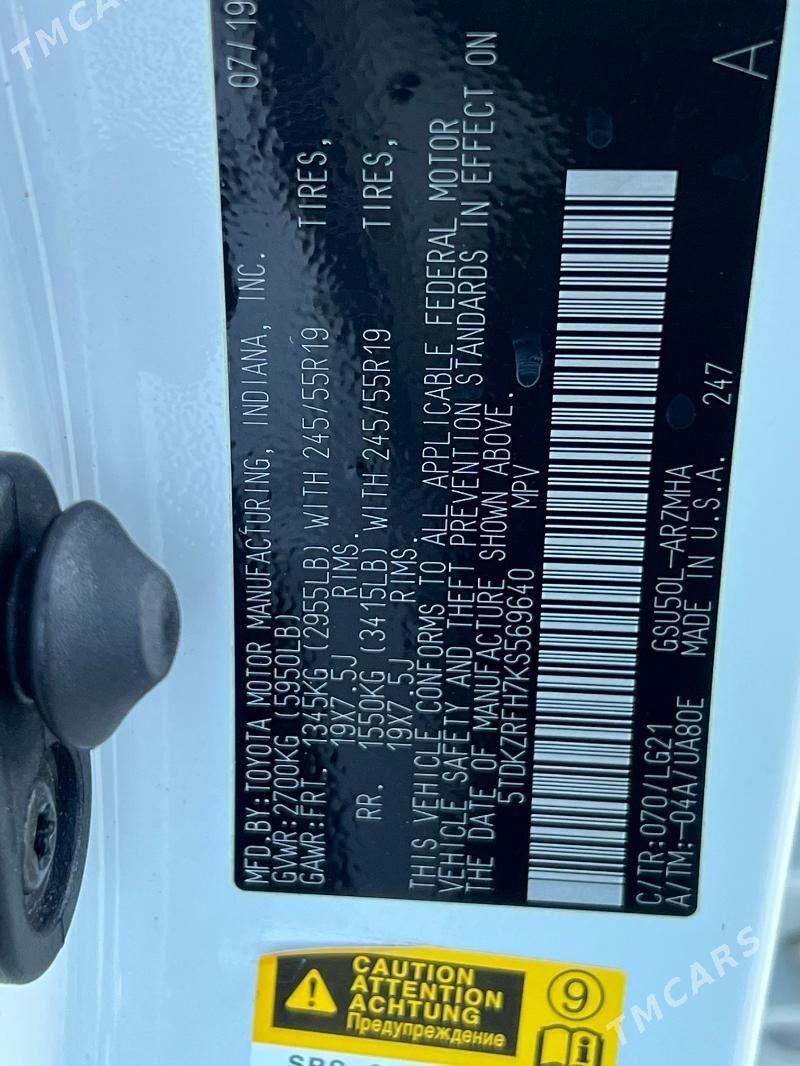 TMCARS
MFD.BY:TOYOTA MOTOR MANUFACTURING, INDIANA, INC. 07/19
GVWR:2700KG (5950LB)
GAWR:FRT. 1345KG (2955LB) WITH 245/55R19 TIRES,
19X7.5J RIMS.
RR. 1550KG (3415LB) WITH 245/55R19 TIRES,
19X7.5J RIMS.
THIS VEHICLE CONFORMS TO ALL APPLICABLE FEDERAL MOTOR
VEHICLE SAFETY AND THEFT PREVENTION STANDARDS IN EFFECT ON
THE DATE OF MANUFACTURE SHOWN ABOVE.
5TDKZRFH7KS569640 MPV
C/TR:070/LG21 GSU50L-ARZMHA
A/TM:-04A/UA80E MADE IN U.S.A. 247
A
CAUTION
ATTENTION
ACHTUNG
Предупреждение
9
i
TMCARS